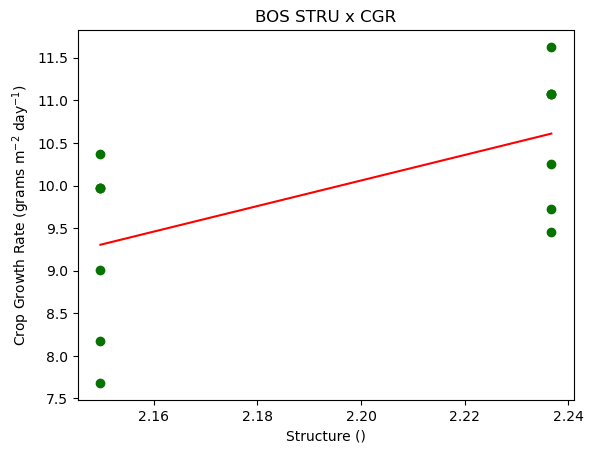 BOS STRU x CGR
Crop Growth Rate (grams m⁻² day⁻¹)
11.5
11.0
10.5
10.0
9.5
9.0
8.5
8.0
7.5
2.16 2.18 2.20 2.22 2.24
Structure ()